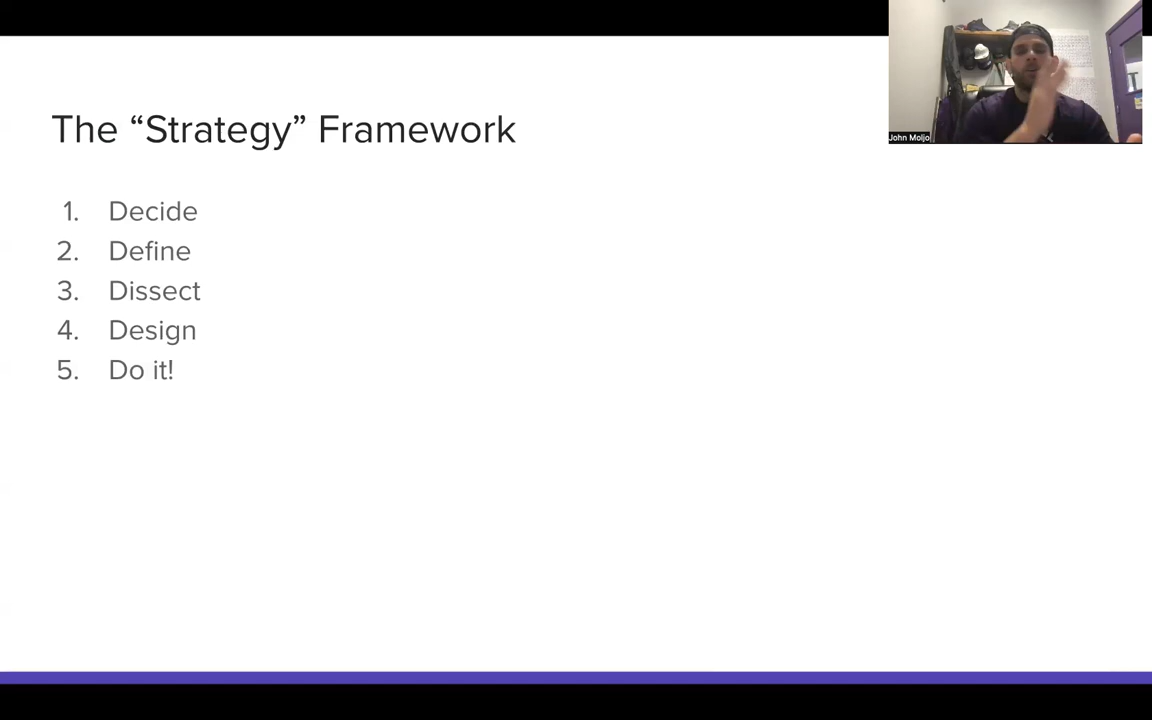 The “Strategy” Framework
1. Decide
2. Define
3. Dissect
4. Design
5. Do it!
John Moljo